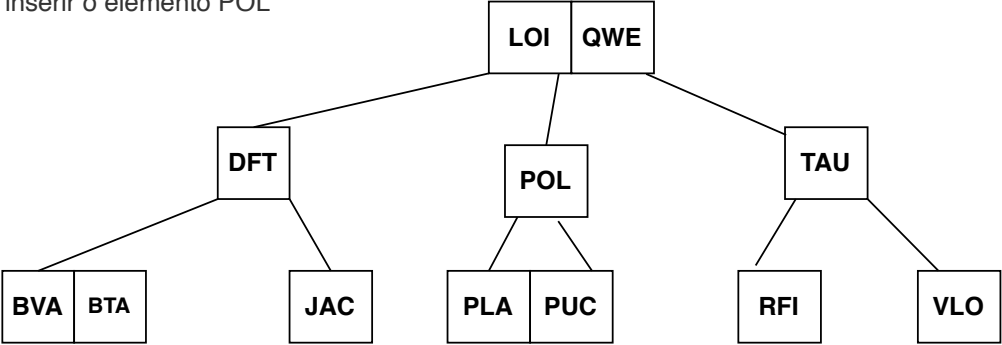 inserir o elemento POL
LOI QWE
DFT
POL
TAU
BVA BTA
JAC
PLA PUC
RFI
VLO